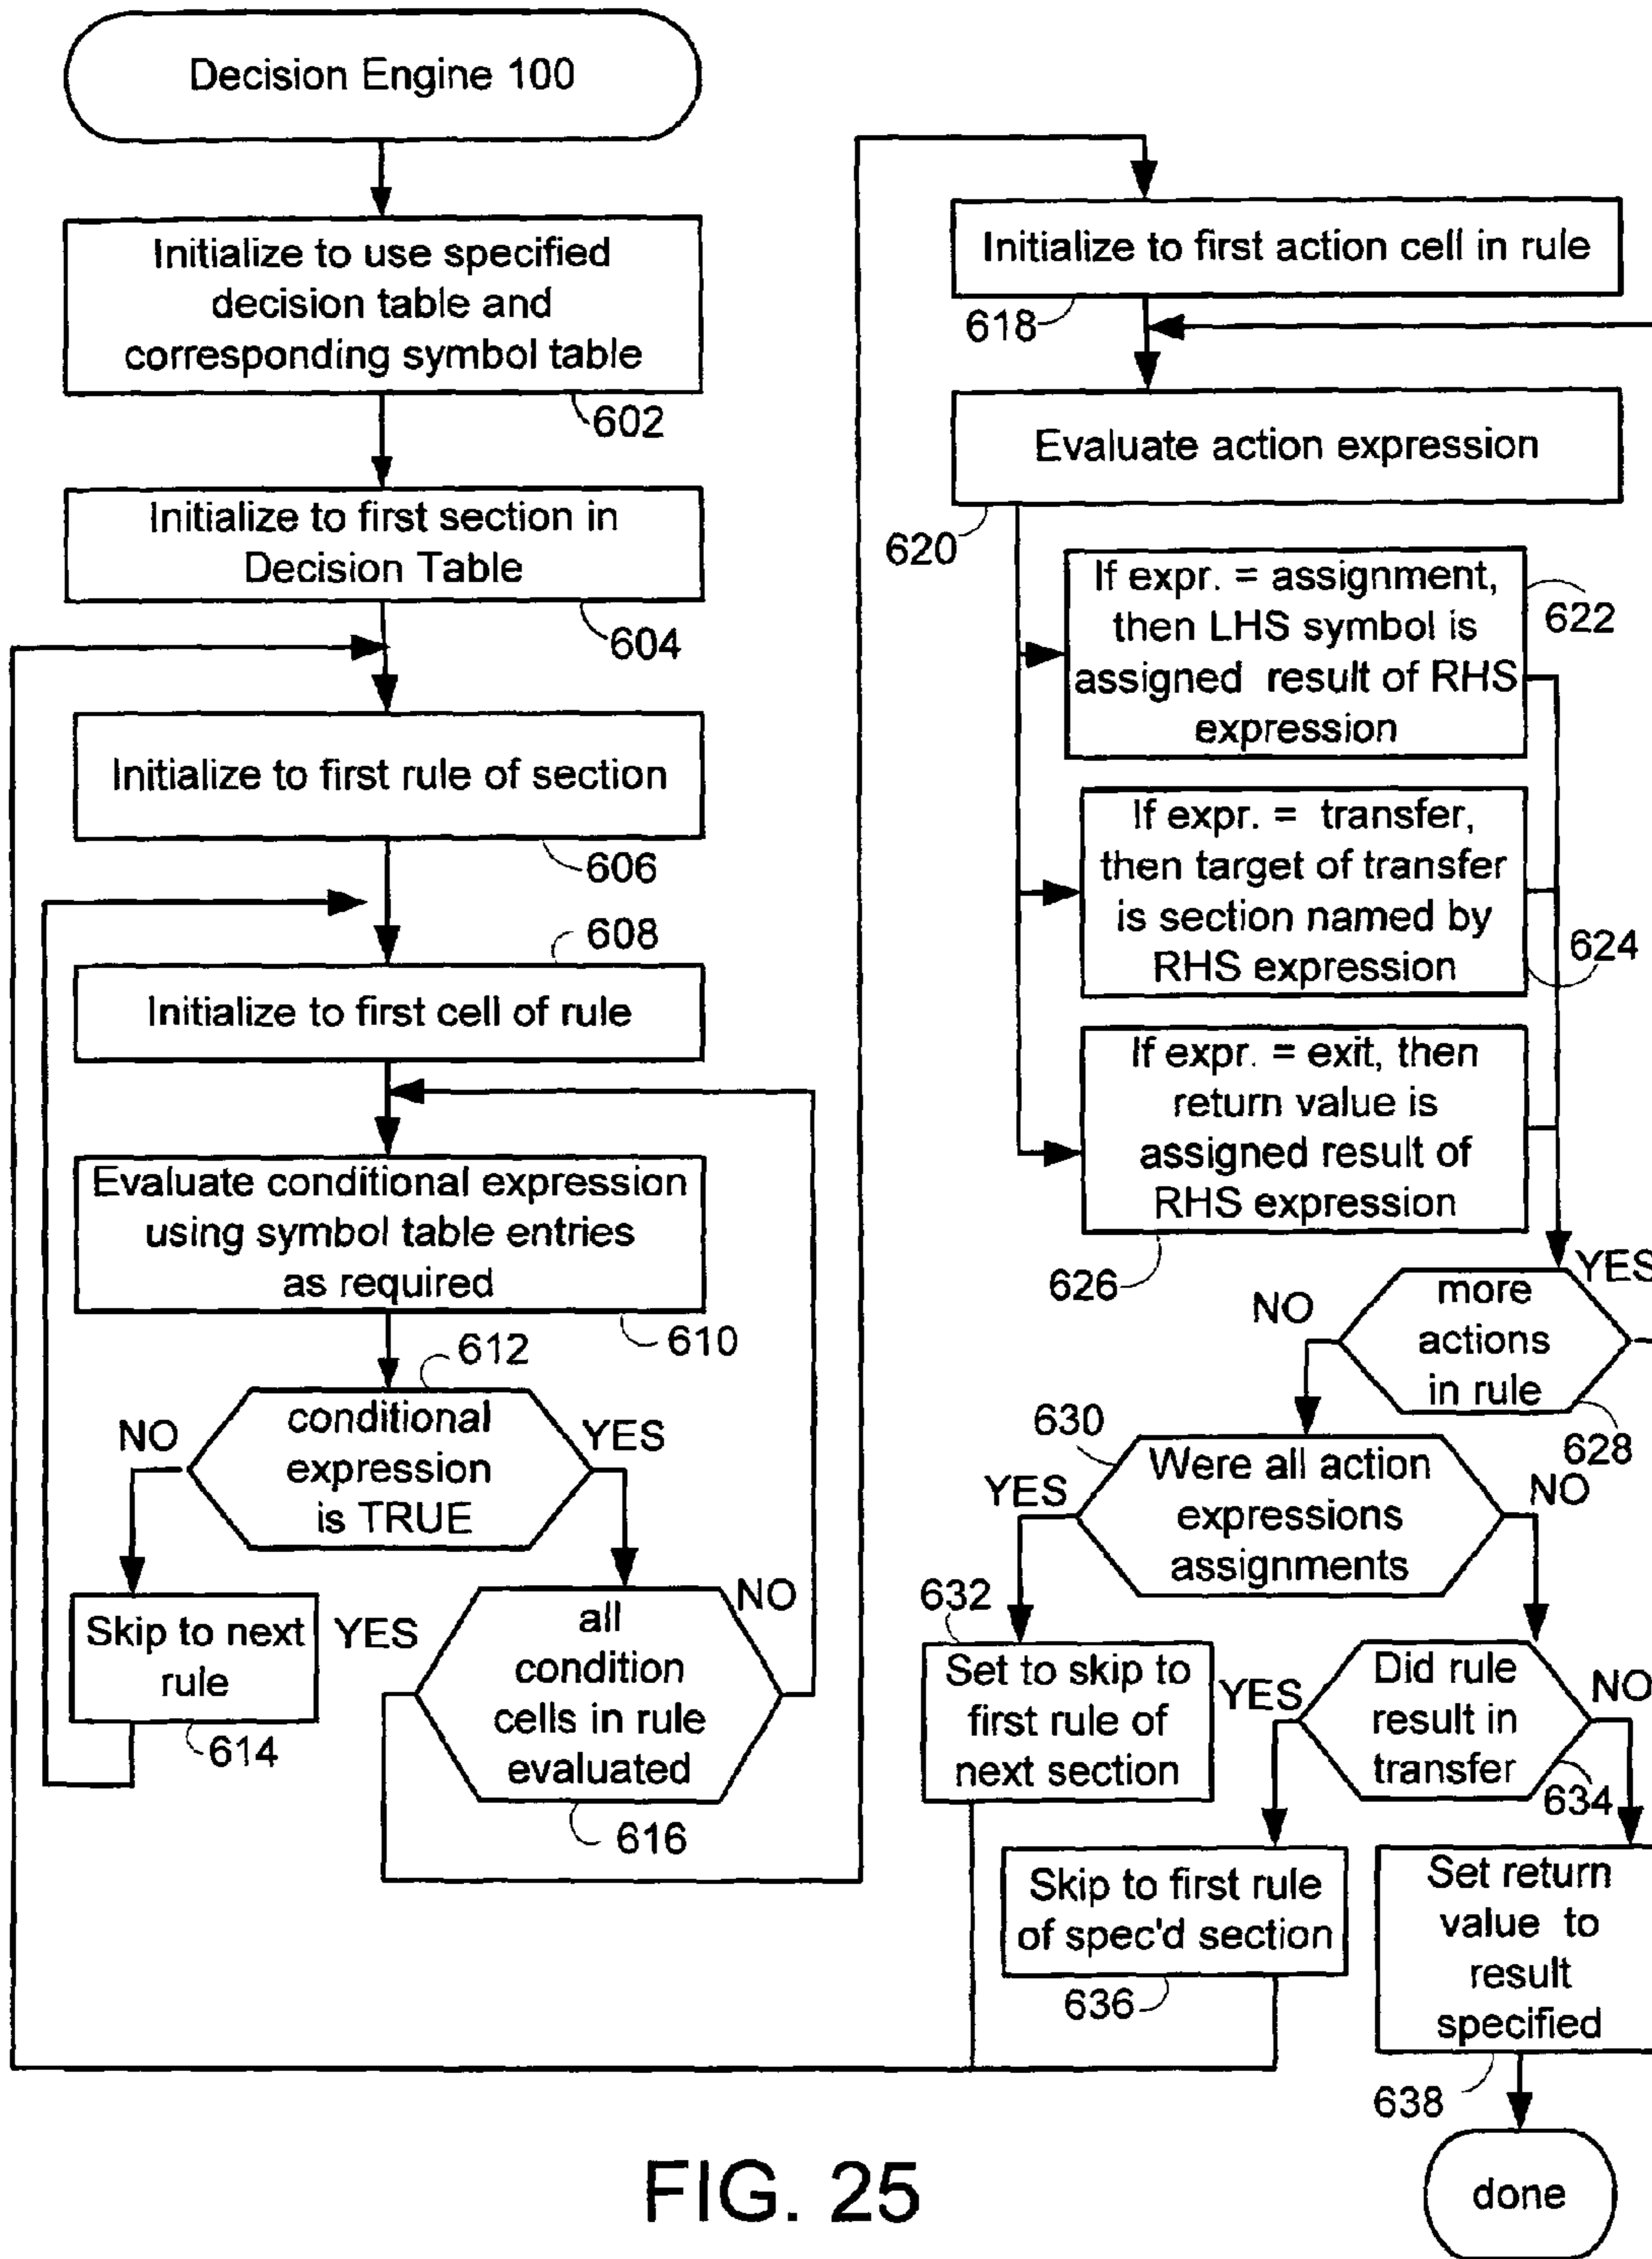 Decision Engine 100
Initialize to use specified
decision table and
corresponding symbol table
602
Initialize to first section in
Decision Table
604
Initialize to first rule of section
606
608
Initialize to first cell of rule
Evaluate conditional expression
using symbol table entries
as required
610
612
NO
conditional
expression
is TRUE
YES
Skip to next
rule
614
YES
all
condition
cells in rule
evaluated
NO
616
Initialize to first action cell in rule
618
Evaluate action expression
620
If expr. = assignment,
then LHS symbol is
assigned result of RHS
expression
622
If expr. = transfer,
then target of transfer
is section named by
RHS expression
624
If expr. = exit, then
return value is
assigned result of
RHS expression
626
YES
NO
more
actions
in rule
628
630
YES
Were all action
expressions
assignments
NO
632
Set to skip to
first rule of
next section
YES
Did rule
result in
transfer
NO
634
Skip to first rule
of spec'd section
636
Set return
value to
result
specified
638
done
FIG. 25